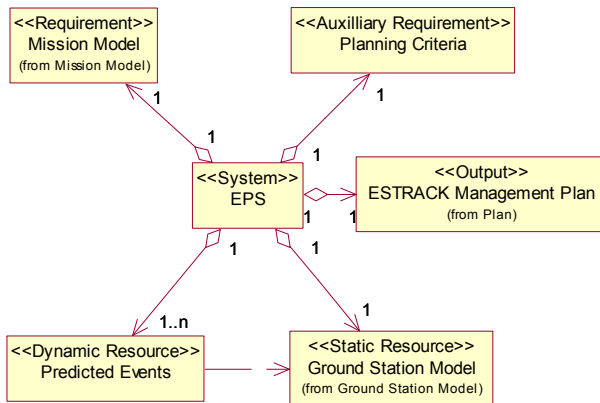 <<Requirement>>
Mission Model
(from Mission Model)
<<Auxilliary Requirement>>
Planning Criteria
1
1
1
1
<<System>>
EPS
<<Output>>
ESTRACK Management Plan
(from Plan)
1
1
1
1
1..n
1
<<Dynamic Resource>>
Predicted Events
<<Static Resource>>
Ground Station Model
(from Ground Station Model)